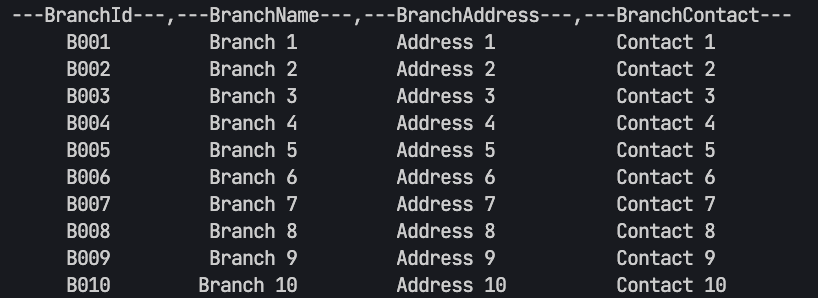 ---BranchId---,---BranchName---,---BranchAddress---,---BranchContact---
B001 Branch 1 Address 1 Contact 1
B002 Branch 2 Address 2 Contact 2
B003 Branch 3 Address 3 Contact 3
B004 Branch 4 Address 4 Contact 4
B005 Branch 5 Address 5 Contact 5
B006 Branch 6 Address 6 Contact 6
B007 Branch 7 Address 7 Contact 7
B008 Branch 8 Address 8 Contact 8
B009 Branch 9 Address 9 Contact 9
B010 Branch 10 Address 10 Contact 10